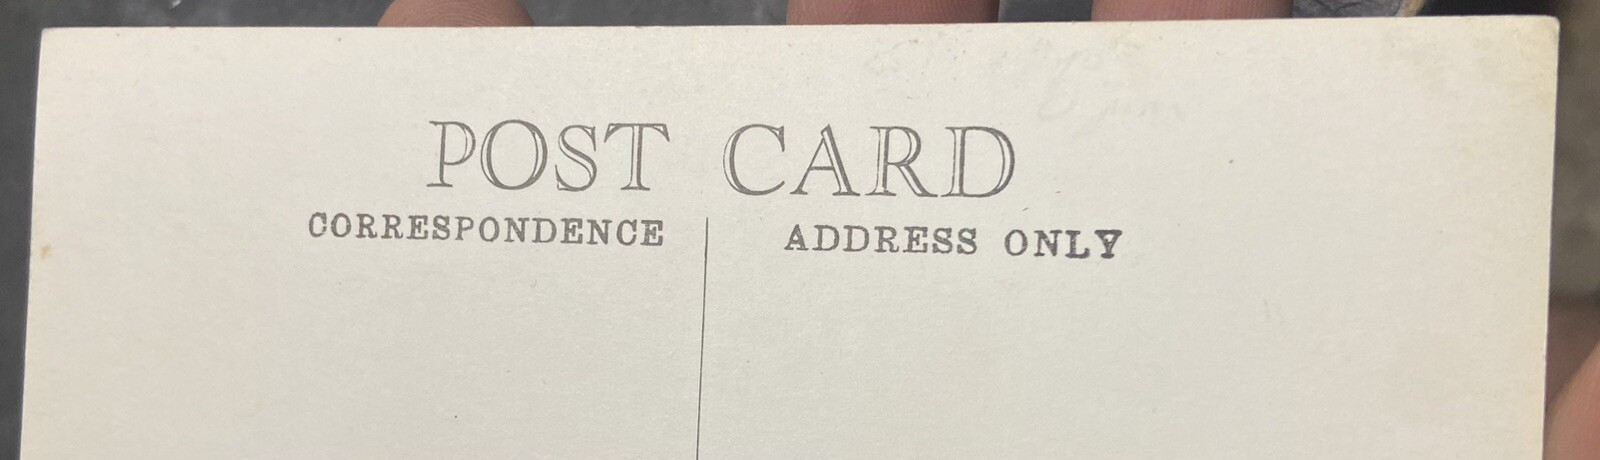 POST CARD
CORRESPONDENCE
ADDRESS ONLY